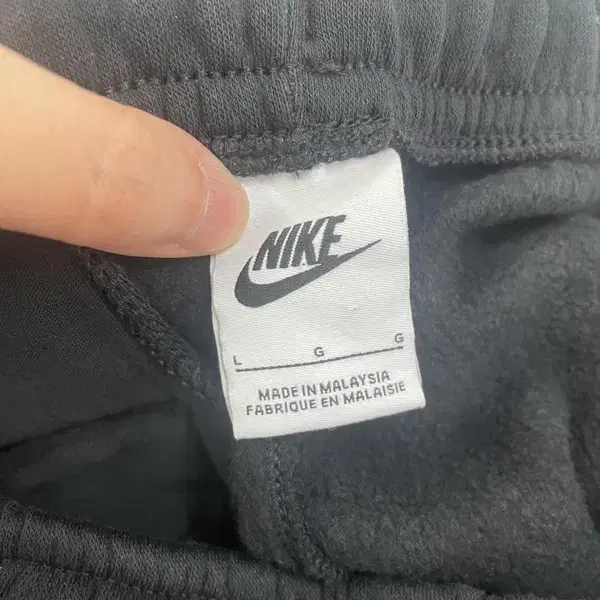 NIKE
L G G
MADE IN MALAYSIA
FABRIQUE EN MALAISIE